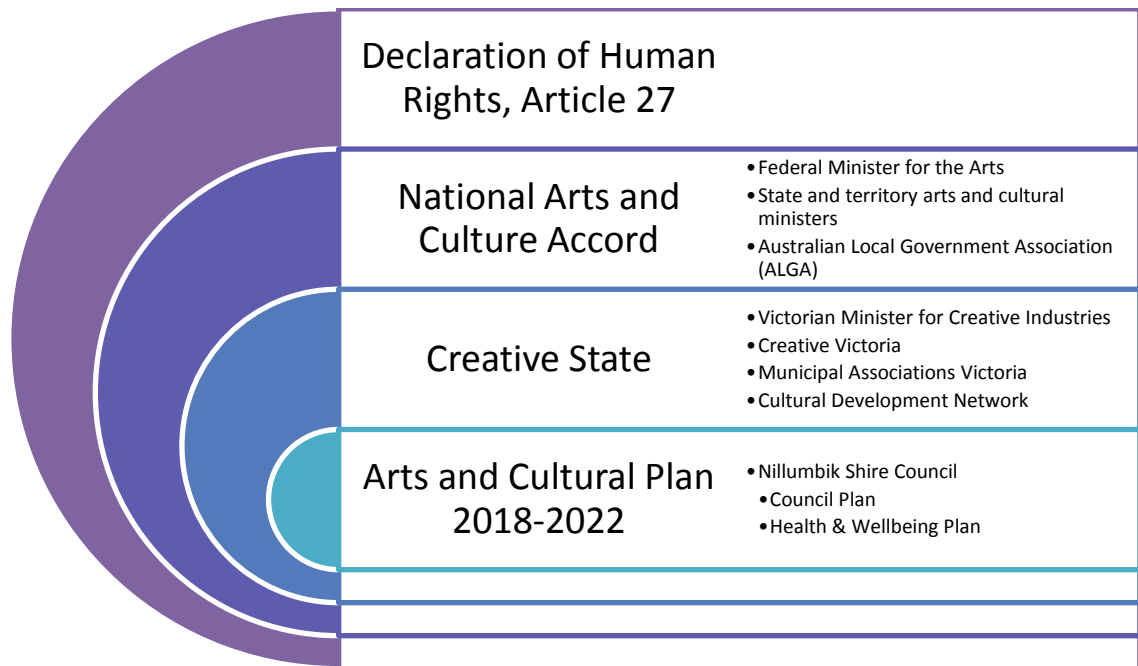 Declaration of Human
Rights, Article 27
National Arts and
Culture Accord
•Federal Minister for the Arts
•State and territory arts and cultural
ministers
•Australian Local Government Association
(ALGA)
Creative State
•Victorian Minister for Creative Industries
•Creative Victoria
•Municipal Associations Victoria
•Cultural Development Network
Arts and Cultural Plan
2018-2022
•Nillumbik Shire Council
•Council Plan
•Health & Wellbeing Plan